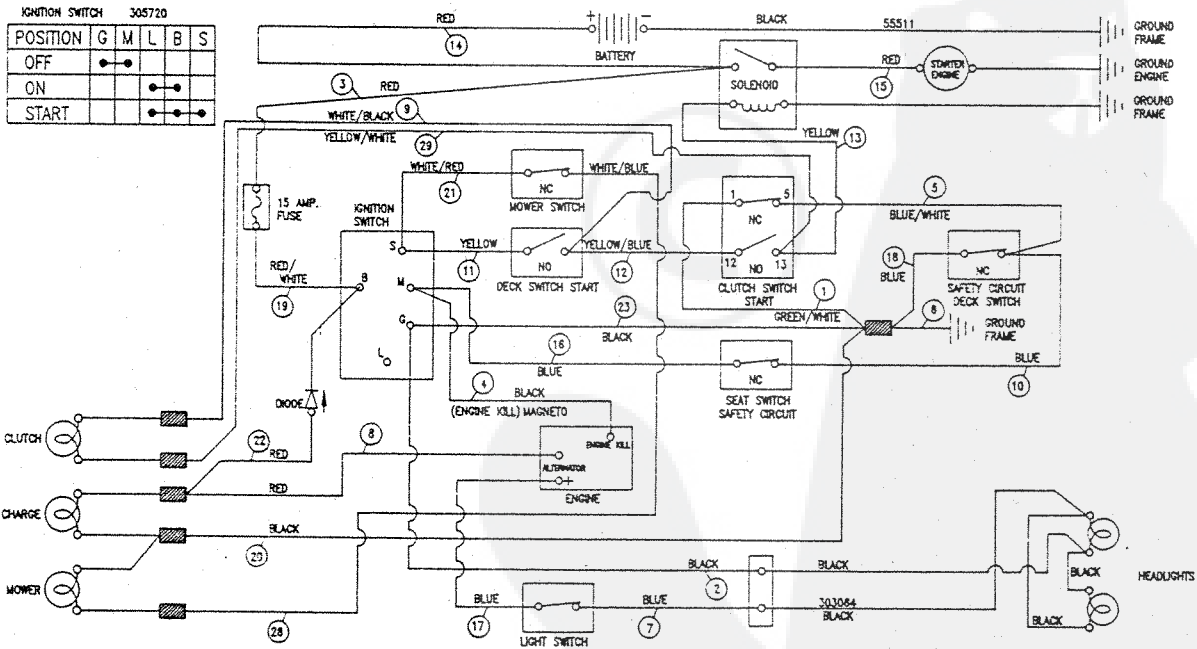 IGNITION SWITCH 305720
POSITION G M L B S
OFF
ON
START
RED
14
+
−
BATTERY
BLACK
55511
GROUND
FRAME
SOLENOID
RED
15
STARTER
ENGINE
GROUND
ENGINE
GROUND
FRAME
3
RED
9
WHITE/BLACK
YELLOW/WHITE
29
YELLOW
13
15 AMP.
FUSE
IGNITION
SWITCH
WHITE/RED
21
NC
MOWER SWITCH
WHITE/BLUE
1
5
NC
12
13
NO
CLUTCH SWITCH
START
5
BLUE/WHITE
S
YELLOW
11
NO
DECK SWITCH START
YELLOW/BLUE
12
18
BLUE
NC
SAFETY CIRCUIT
DECK SWITCH
RED/
WHITE
19
B
M
G
L
1
GREEN/WHITE
23
BLACK
6
GROUND
FRAME
16
BLUE
NC
SEAT SWITCH
SAFETY CIRCUIT
BLUE
10
4
BLACK
(ENGINE KILL) MAGNETO
DIODE
ENGINE KILL
ALTERNATOR
+
ENGINE
CLUTCH
22
RED
8
RED
CHARGE
BLACK
20
MOWER
28
BLACK
2
BLACK
BLACK
HEADLIGHTS
BLUE
17
LIGHT SWITCH
BLUE
7
303064
BLACK
BLACK